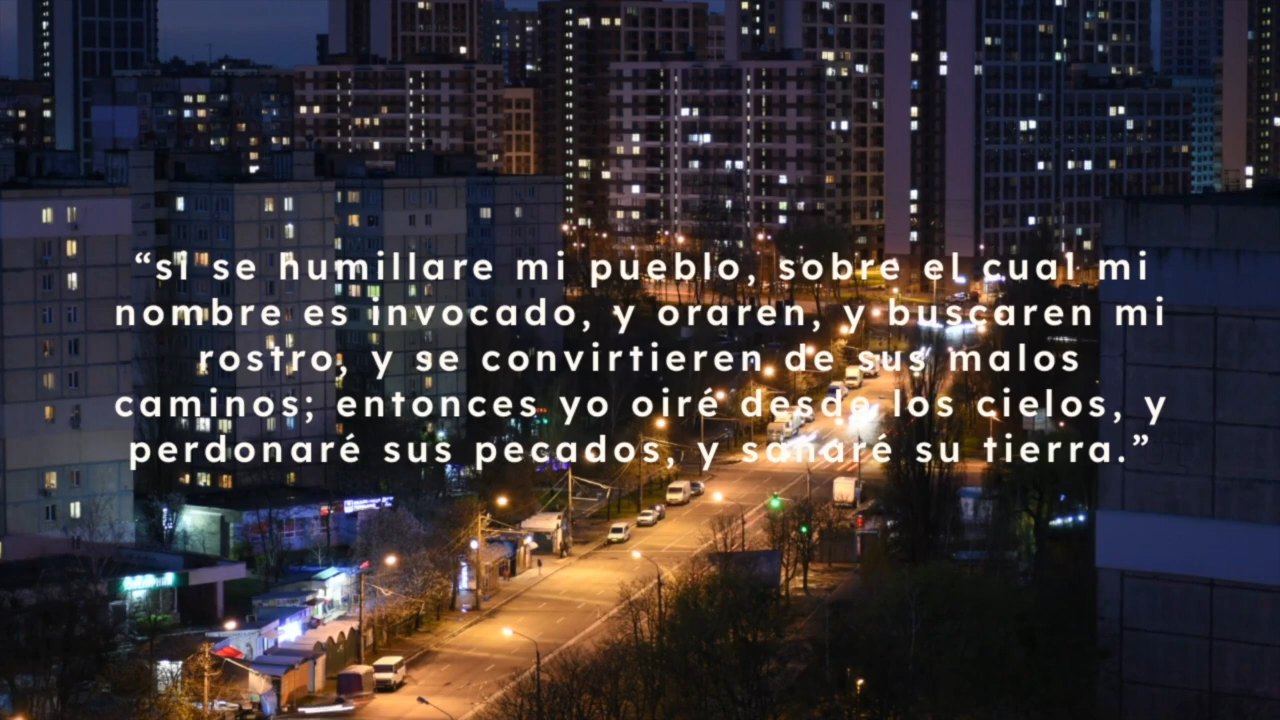 “si se humillare mi pueblo, sobre el cual mi
nombre es invocado, y oraren, y buscaren mi
rostro, y se convirtieren de sus malos
caminos; entonces yo oiré desde los cielos, y
perdonaré sus pecados, y sanaré su tierra.”